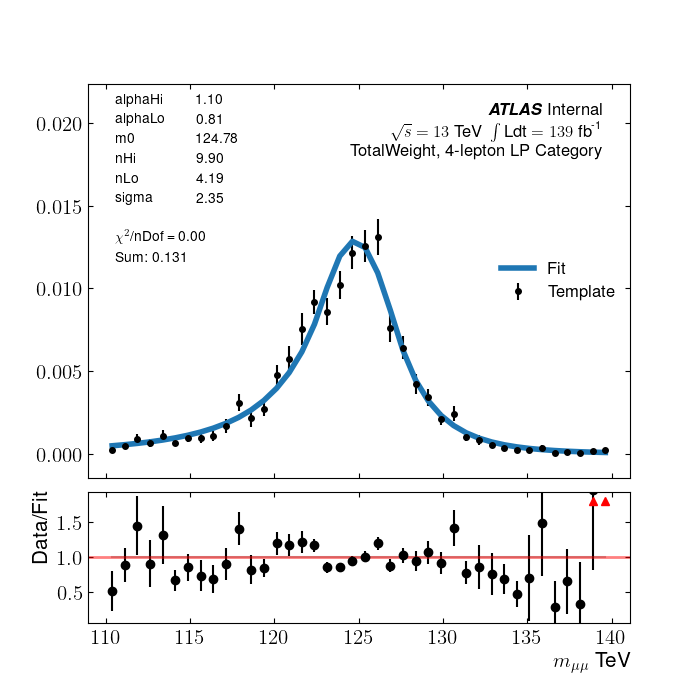 alphaHi 1.10
alphaLo 0.81
m0 124.78
nHi 9.90
nLo 4.19
sigma 2.35
χ²/nDof = 0.00
Sum: 0.131
ATLAS Internal
√s = 13 TeV ∫ Ldt = 139 fb⁻¹
TotalWeight, 4-lepton LP Category
Fit
Template
0.020
0.015
0.010
0.005
0.000
Data/Fit
1.5
1.0
0.5
110 115 120 125 130 135 140
m_{μμ} TeV